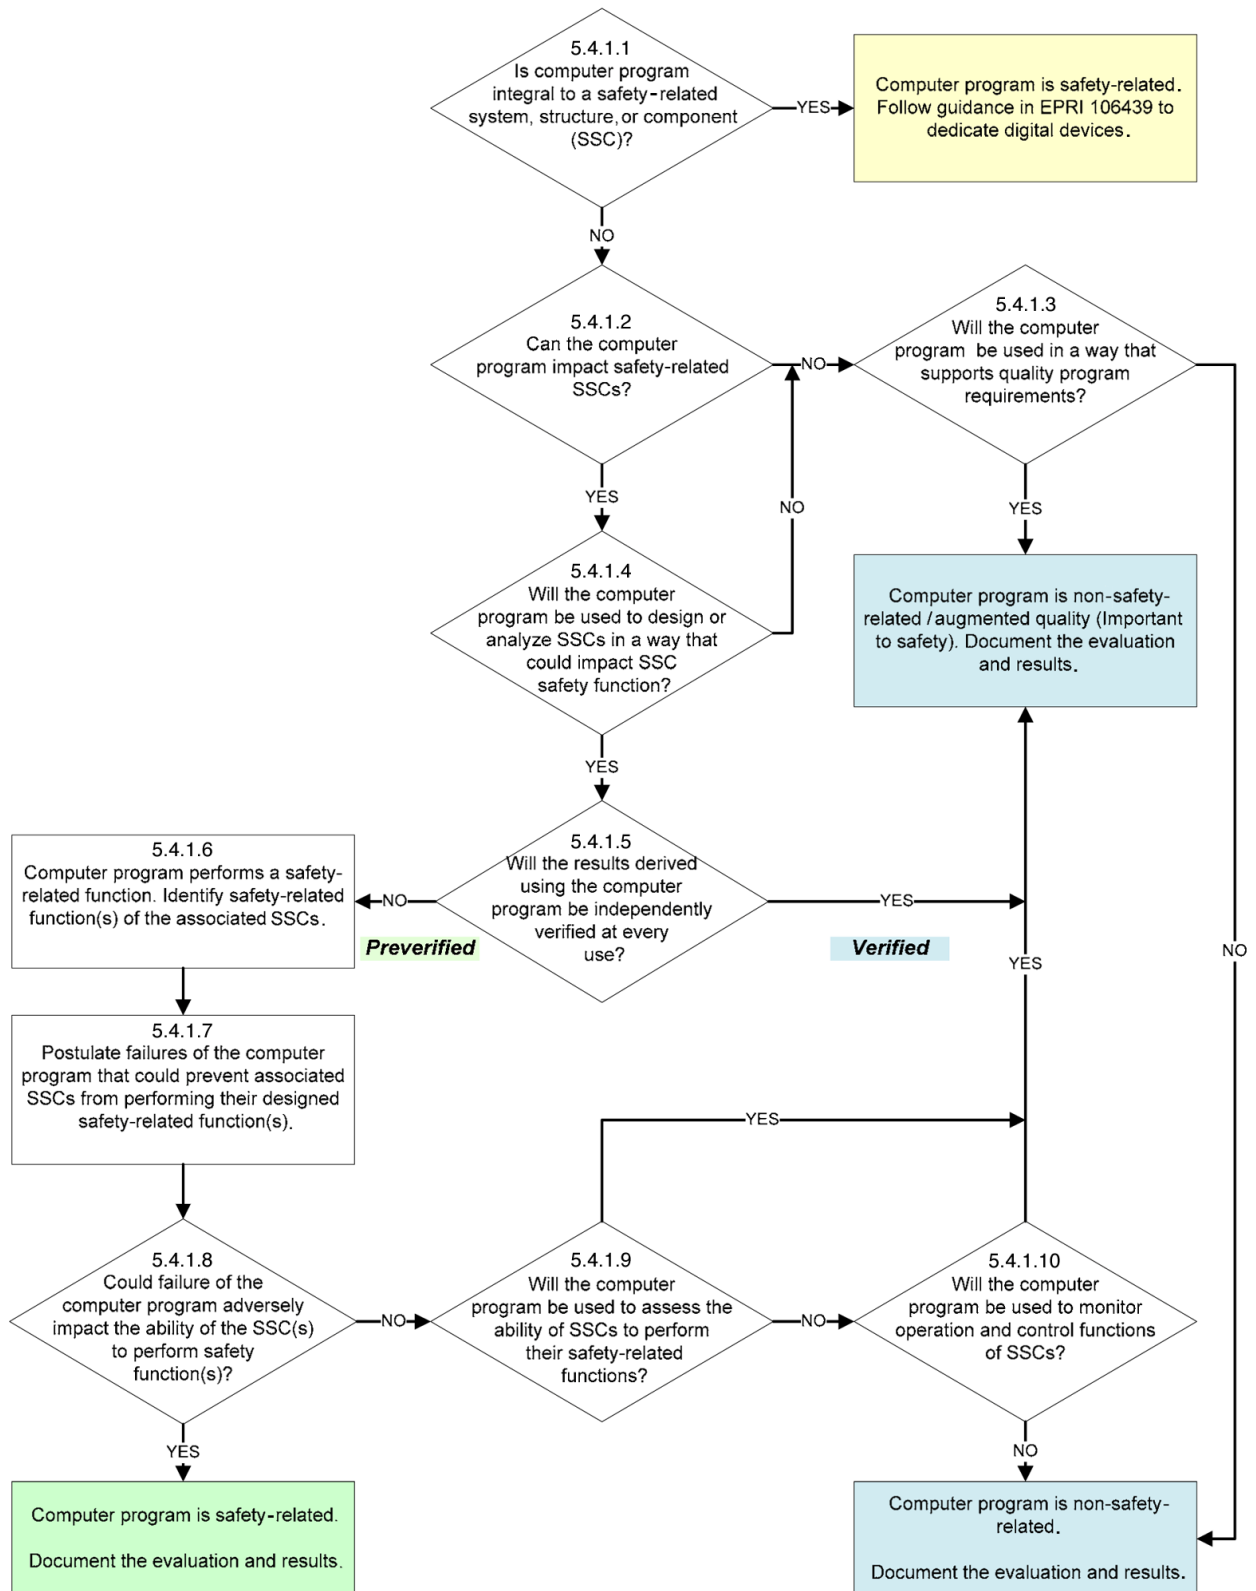 5.4.1.1
Is computer program
integral to a safety-related
system, structure, or component
(SSC)?
YES
Computer program is safety-related.
Follow guidance in EPRI 106439 to
dedicate digital devices.
NO
5.4.1.2
Can the computer
program impact safety-related
SSCs?
NO
5.4.1.3
Will the computer
program be used in a way that
supports quality program
requirements?
YES
NO
YES
5.4.1.4
Will the computer
program be used to design or
analyze SSCs in a way that
could impact SSC
safety function?
Computer program is non-safety-
related / augmented quality (Important
to safety). Document the evaluation
and results.
YES
5.4.1.5
Will the results derived
using the computer
program be independently
verified at every
use?
NO
YES
5.4.1.6
Computer program performs a safety-
related function. Identify safety-related
function(s) of the associated SSCs.
Preverified
Verified
YES
NO
5.4.1.7
Postulate failures of the computer
program that could prevent associated
SSCs from performing their designed
safety-related function(s).
YES
5.4.1.8
Could failure of the
computer program adversely
impact the ability of the SSC(s)
to perform safety
function(s)?
NO
5.4.1.9
Will the computer
program be used to assess the
ability of SSCs to perform
their safety-related
functions?
NO
5.4.1.10
Will the computer
program be used to monitor
operation and control functions
of SSCs?
YES
NO
Computer program is safety-related.
Document the evaluation and results.
Computer program is non-safety-
related.
Document the evaluation and results.